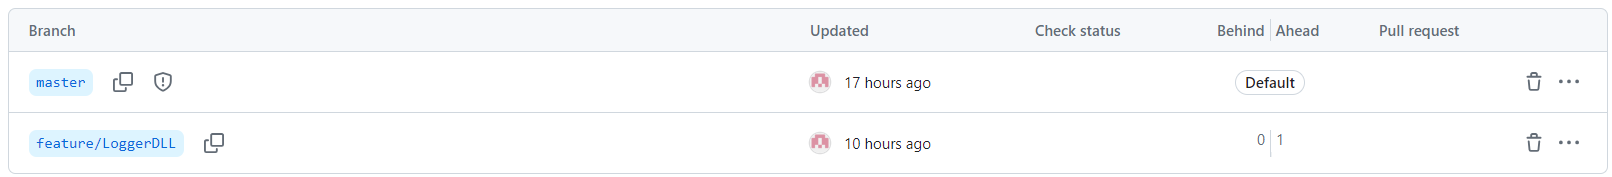 Branch Updated Check status Behind Ahead Pull request
master 17 hours ago Default
feature/LoggerDLL 10 hours ago 0 1